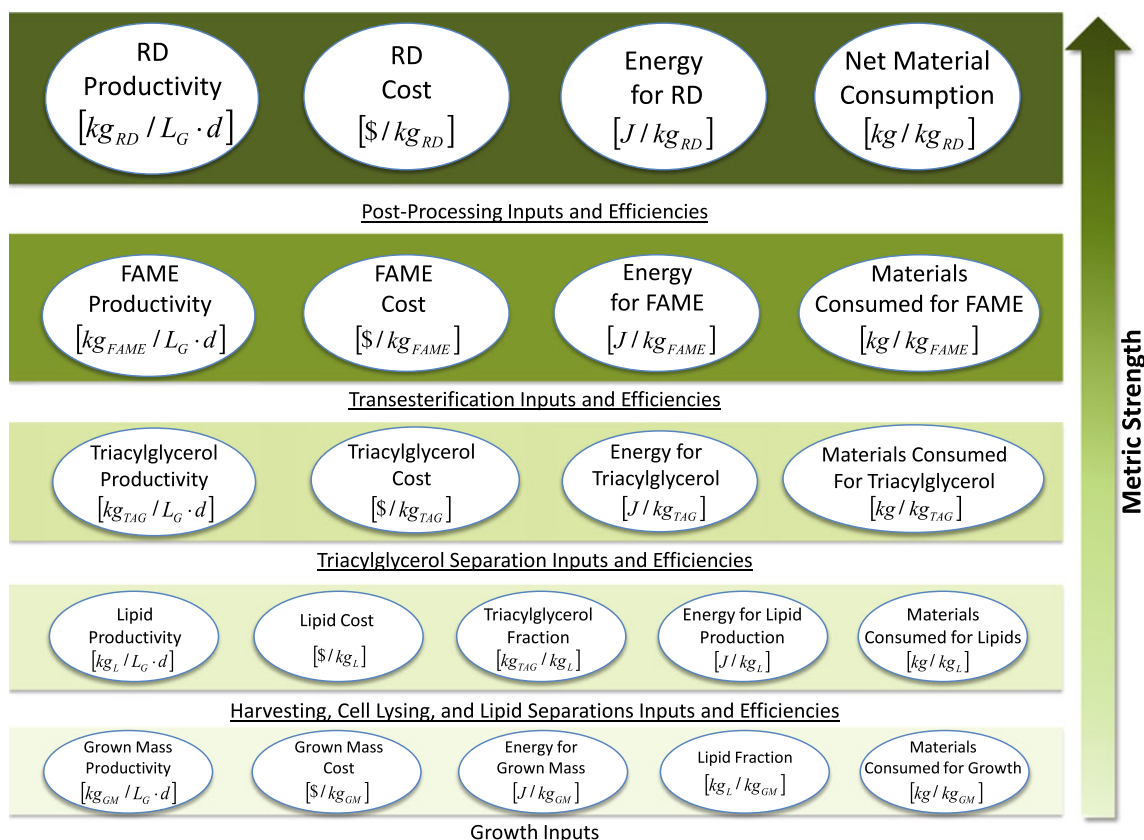 RD
Productivity
[kg_RD / L_G · d]
RD
Cost
[$ / kg_RD]
Energy
for RD
[J / kg_RD]
Net Material
Consumption
[kg / kg_RD]
Post-Processing Inputs and Efficiencies
FAME
Productivity
[kg_FAME / L_G · d]
FAME
Cost
[$ / kg_FAME]
Energy
for FAME
[J / kg_FAME]
Materials
Consumed for FAME
[kg / kg_FAME]
Transesterification Inputs and Efficiencies
Triacylglycerol
Productivity
[kg_TAG / L_G · d]
Triacylglycerol
Cost
[$ / kg_TAG]
Energy for
Triacylglycerol
[J / kg_TAG]
Materials Consumed
For Triacylglycerol
[kg / kg_TAG]
Triacylglycerol Separation Inputs and Efficiencies
Lipid
Productivity
[kg_L / L_G · d]
Lipid Cost
[$ / kg_L]
Triacylglycerol
Fraction
[kg_TAG / kg_L]
Energy for Lipid
Production
[J / kg_L]
Materials
Consumed for Lipids
[kg / kg_L]
Harvesting, Cell Lysing, and Lipid Separations Inputs and Efficiencies
Grown Mass
Productivity
[kg_GM / L_G · d]
Grown Mass
Cost
[$ / kg_GM]
Energy for
Grown Mass
[J / kg_GM]
Lipid Fraction
[kg_L / kg_GM]
Materials
Consumed for Growth
[kg / kg_GM]
Growth Inputs
Metric Strength